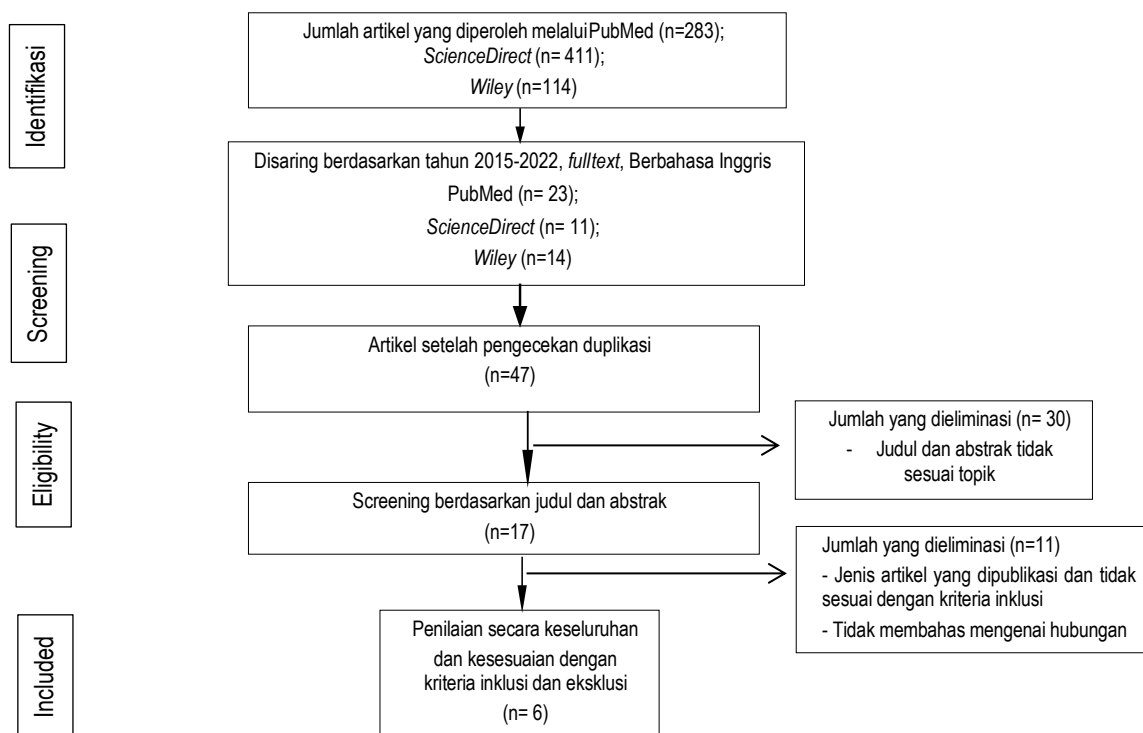 Identifikasi
Jumlah artikel yang diperoleh melaluiPubMed (n=283);
ScienceDirect (n= 411);
Wiley (n=114)
Disaring berdasarkan tahun 2015-2022, fulltext, Berbahasa Inggris
PubMed (n= 23);
ScienceDirect (n= 11);
Wiley (n=14)
Screening
Artikel setelah pengecekan duplikasi
(n=47)
Eligibility
Jumlah yang dieliminasi (n= 30)
- Judul dan abstrak tidak
sesuai topik
Screening berdasarkan judul dan abstrak
(n=17)
Jumlah yang dieliminasi (n=11)
- Jenis artikel yang dipublikasi dan tidak
sesuai dengan kriteria inklusi
- Tidak membahas mengenai hubungan
Included
Penilaian secara keseluruhan
dan kesesuaian dengan
kriteria inklusi dan eksklusi
(n= 6)